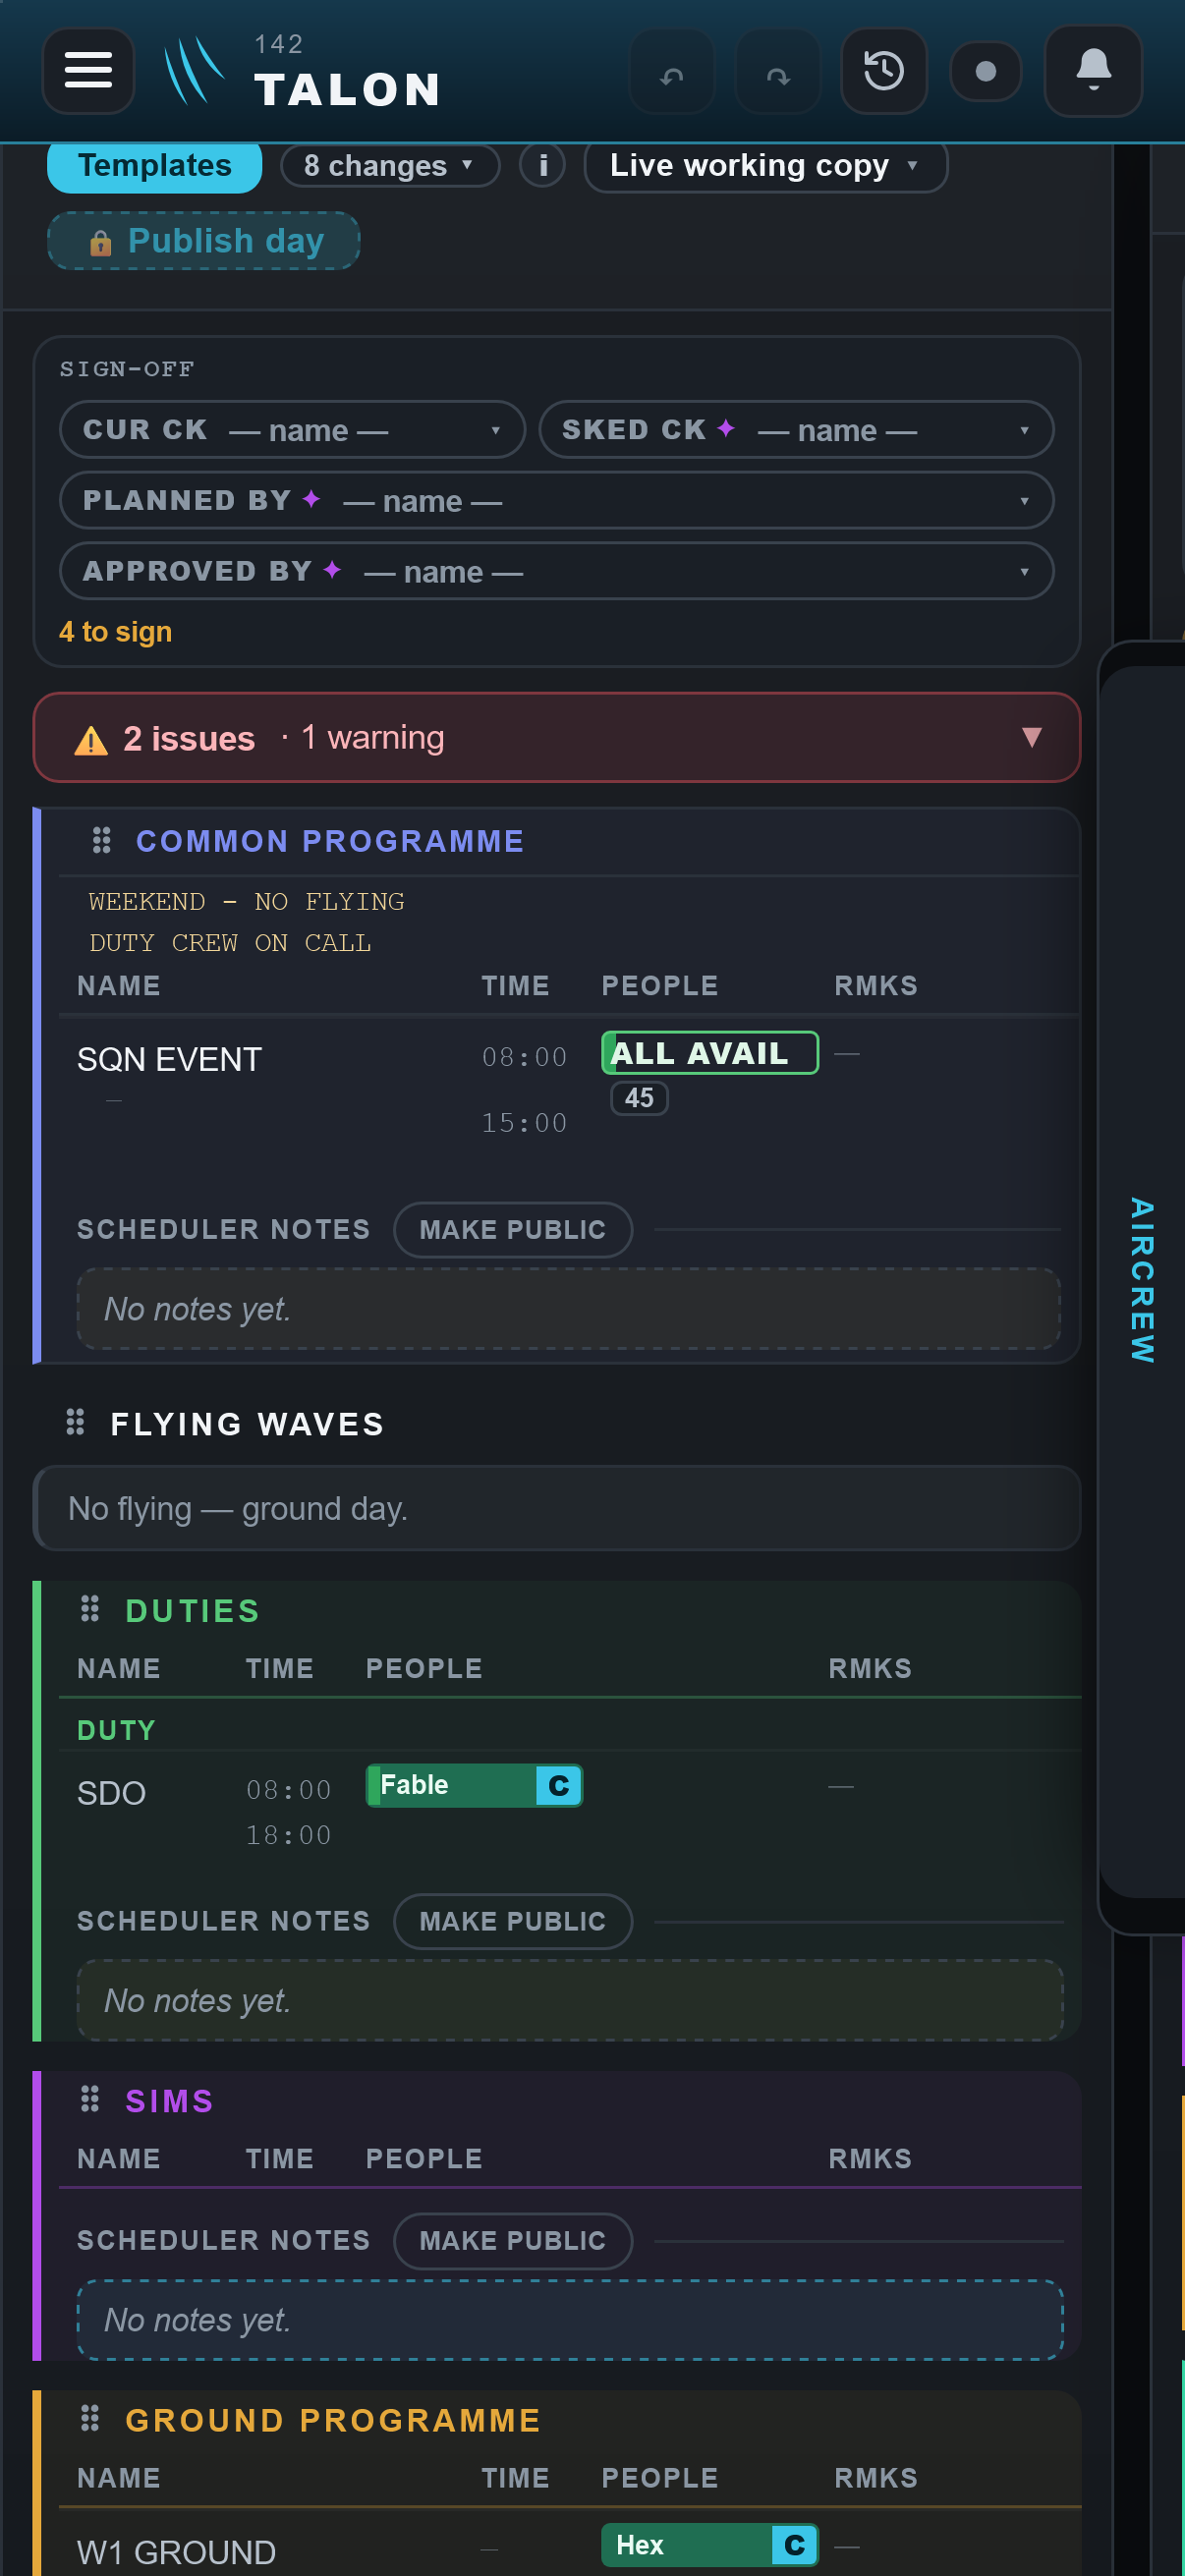 142
TALON
Templates
8 changes
i
Live working copy
Publish day
SIGN-OFF
CUR CK — name —
SKED CK — name —
PLANNED BY — name —
APPROVED BY — name —
4 to sign
2 issues · 1 warning
COMMON PROGRAMME
WEEKEND - NO FLYING
DUTY CREW ON CALL
NAME TIME PEOPLE RMKS
SQN EVENT 08:00 ALL AVAIL —
— 45
15:00
SCHEDULER NOTES MAKE PUBLIC
No notes yet.
AIRCREW
FLYING WAVES
No flying — ground day.
DUTIES
NAME TIME PEOPLE RMKS
DUTY
SDO 08:00 Fable C —
18:00
SCHEDULER NOTES MAKE PUBLIC
No notes yet.
SIMS
NAME TIME PEOPLE RMKS
SCHEDULER NOTES MAKE PUBLIC
No notes yet.
GROUND PROGRAMME
NAME TIME PEOPLE RMKS
W1 GROUND — Hex C —